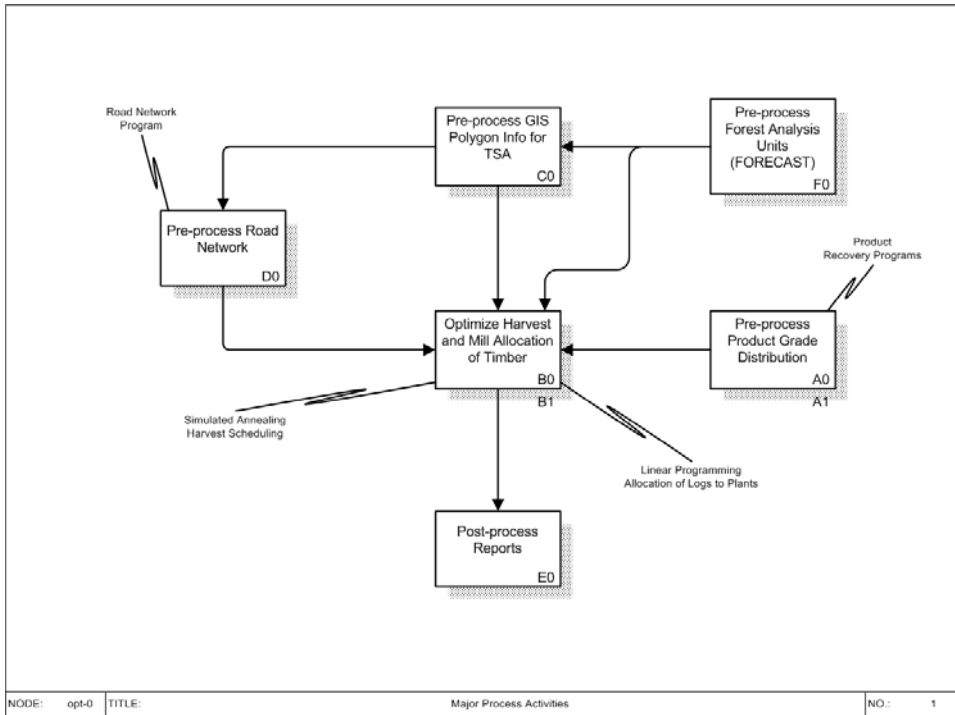 Road Network
Program
Pre-process GIS
Polygon Info for
TSA
C0
Pre-process
Forest Analysis
Units
(FORECAST)
F0
Pre-process Road
Network
D0
Product
Recovery Programs
Optimize Harvest
and Mill Allocation
of Timber
B0
B1
Pre-process
Product Grade
Distribution
A0
A1
Simulated Annealing
Harvest Scheduling
Linear Programming
Allocation of Logs to Plants
Post-process
Reports
E0
NODE: opt-0 TITLE: Major Process Activities NO.: 1